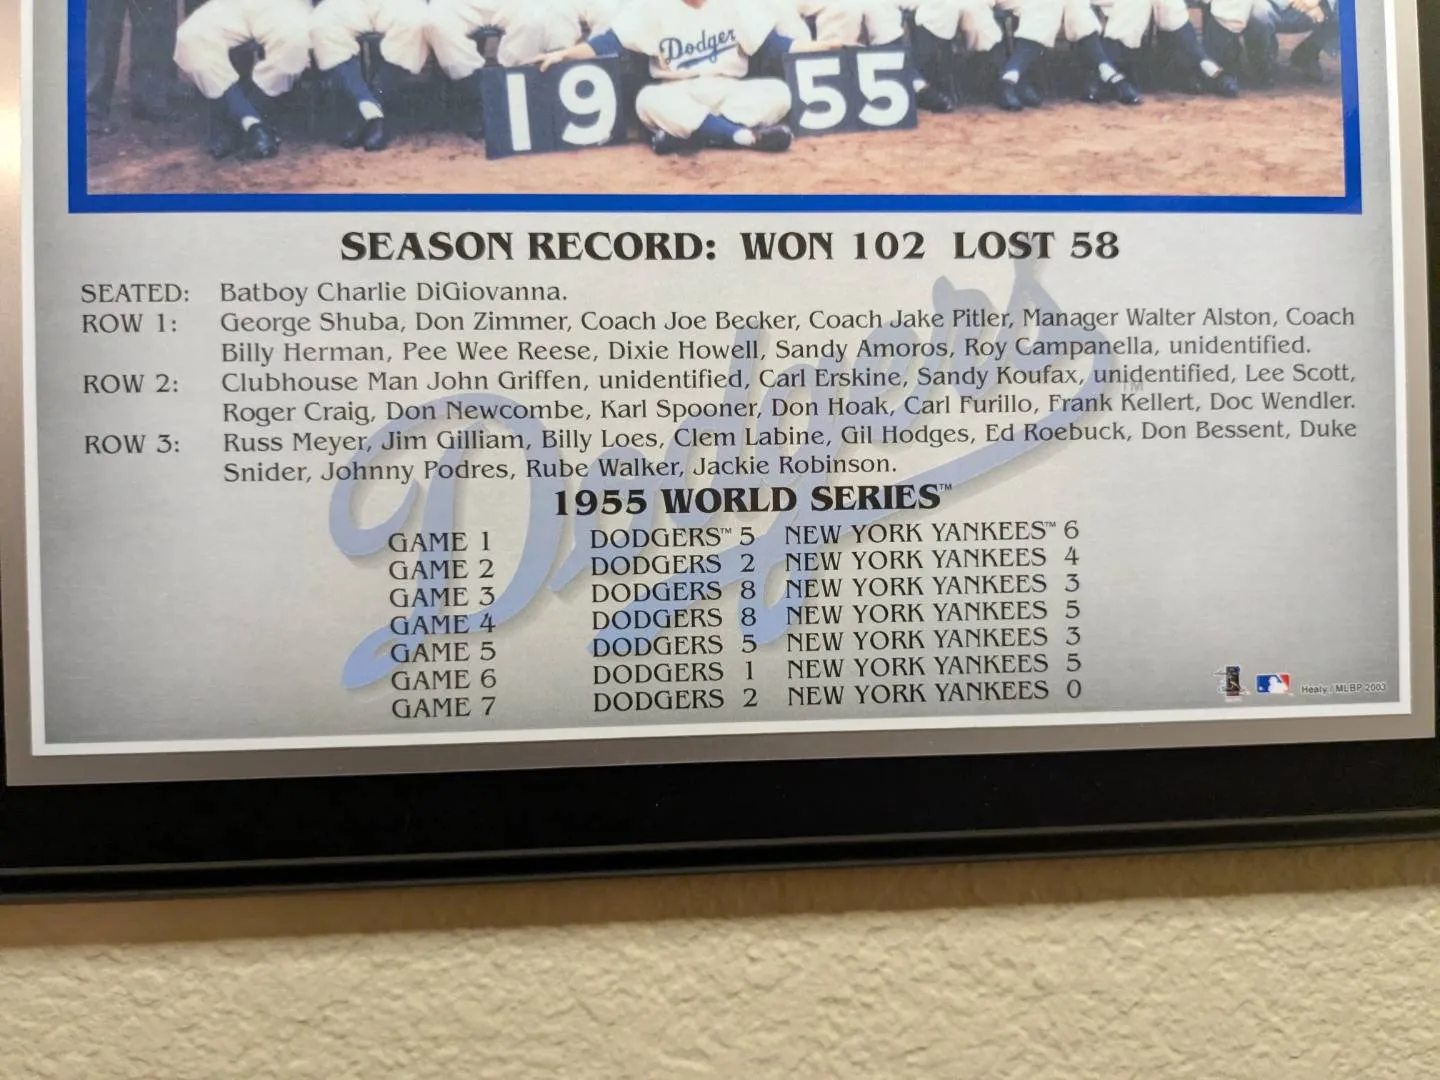 Dodgers
19 55
SEASON RECORD: WON 102 LOST 58
SEATED: Batboy Charlie DiGiovanna.
ROW 1: George Shuba, Don Zimmer, Coach Joe Becker, Coach Jake Pitler, Manager Walter Alston, Coach
Billy Herman, Pee Wee Reese, Dixie Howell, Sandy Amoros, Roy Campanella, unidentified.
ROW 2: Clubhouse Man John Griffen, unidentified, Carl Erskine, Sandy Koufax, unidentified, Lee Scott,
Roger Craig, Don Newcombe, Karl Spooner, Don Hoak, Carl Furillo, Frank Kellert, Doc Wendler.
ROW 3: Russ Meyer, Jim Gilliam, Billy Loes, Clem Labine, Gil Hodges, Ed Roebuck, Don Bessent, Duke
Snider, Johnny Podres, Rube Walker, Jackie Robinson.
Dodgers™
1955 WORLD SERIES™
GAME 1 DODGERS™ 5 NEW YORK YANKEES™ 6
GAME 2 DODGERS 2 NEW YORK YANKEES 4
GAME 3 DODGERS 8 NEW YORK YANKEES 3
GAME 4 DODGERS 8 NEW YORK YANKEES 5
GAME 5 DODGERS 5 NEW YORK YANKEES 3
GAME 6 DODGERS 1 NEW YORK YANKEES 5
GAME 7 DODGERS 2 NEW YORK YANKEES 0
Healy / MLBP 2003